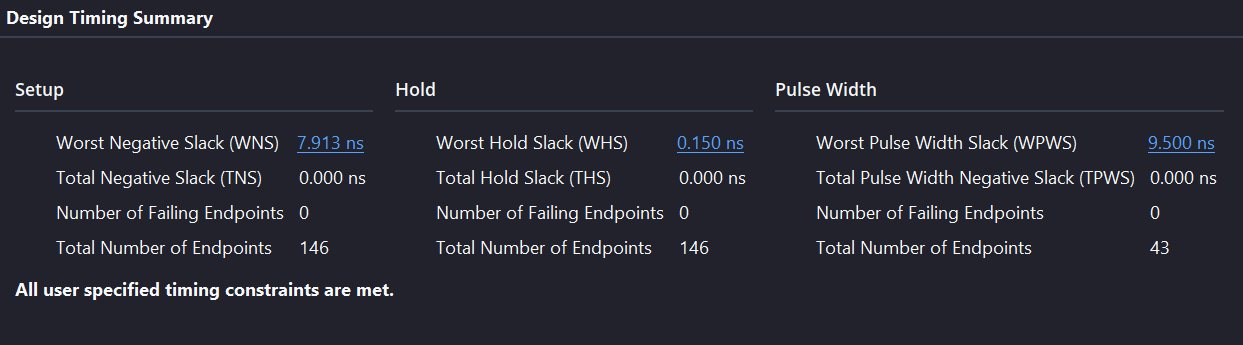 Design Timing Summary
Setup Hold Pulse Width
Worst Negative Slack (WNS) 7.913 ns Worst Hold Slack (WHS) 0.150 ns Worst Pulse Width Slack (WPWS) 9.500 ns
Total Negative Slack (TNS) 0.000 ns Total Hold Slack (THS) 0.000 ns Total Pulse Width Negative Slack (TPWS) 0.000 ns
Number of Failing Endpoints 0 Number of Failing Endpoints 0 Number of Failing Endpoints 0
Total Number of Endpoints 146 Total Number of Endpoints 146 Total Number of Endpoints 43
All user specified timing constraints are met.